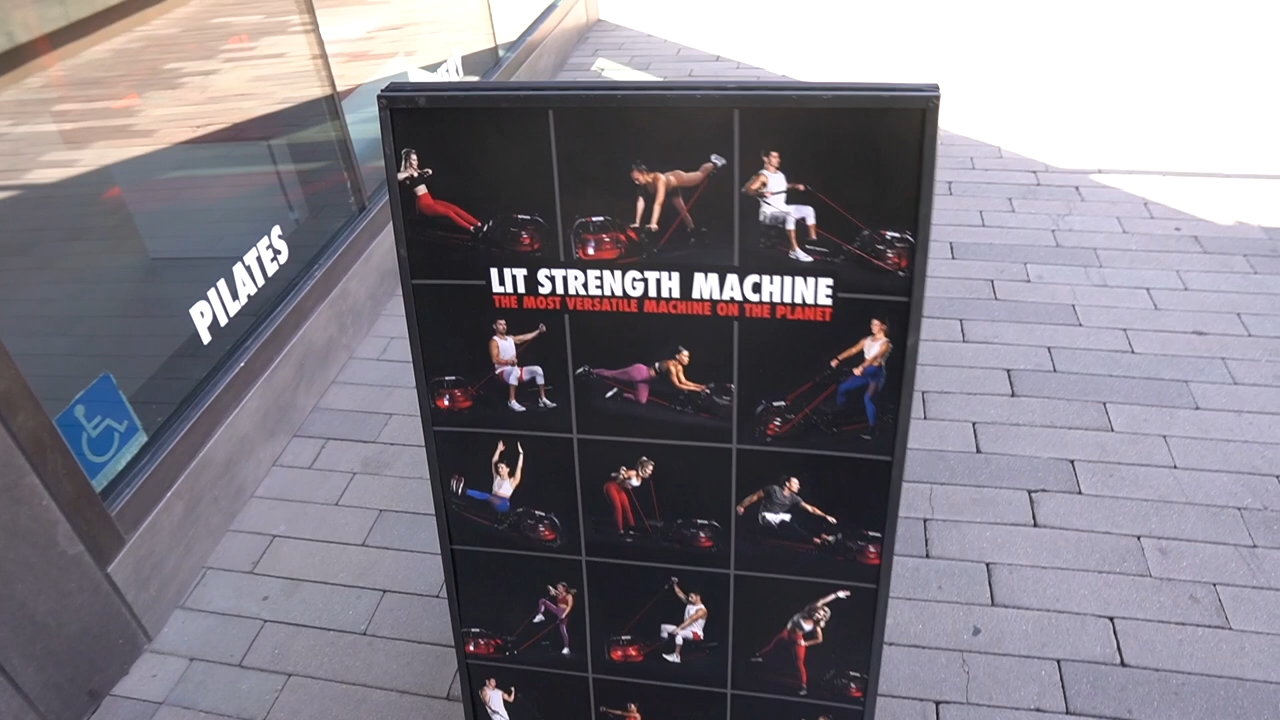 LIT STRENGTH MACHINE
THE MOST VERSATILE MACHINE ON THE PLANET
PILATES